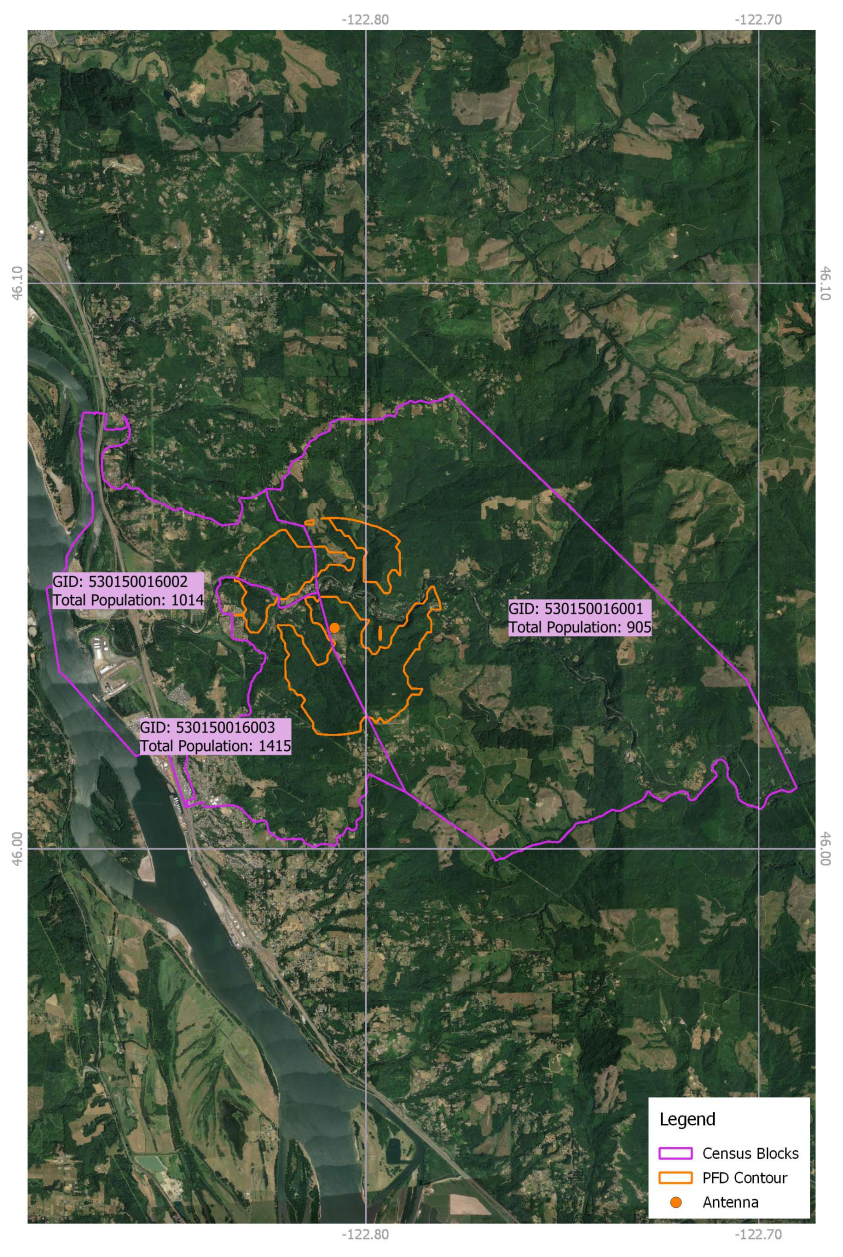 -122.80
-122.70
46.10
46.10
GID: 530150016002
Total Population: 1014
GID: 530150016001
Total Population: 905
GID: 530150016003
Total Population: 1415
46.00
46.00
Legend
Census Blocks
PFD Contour
Antenna
-122.80
-122.70